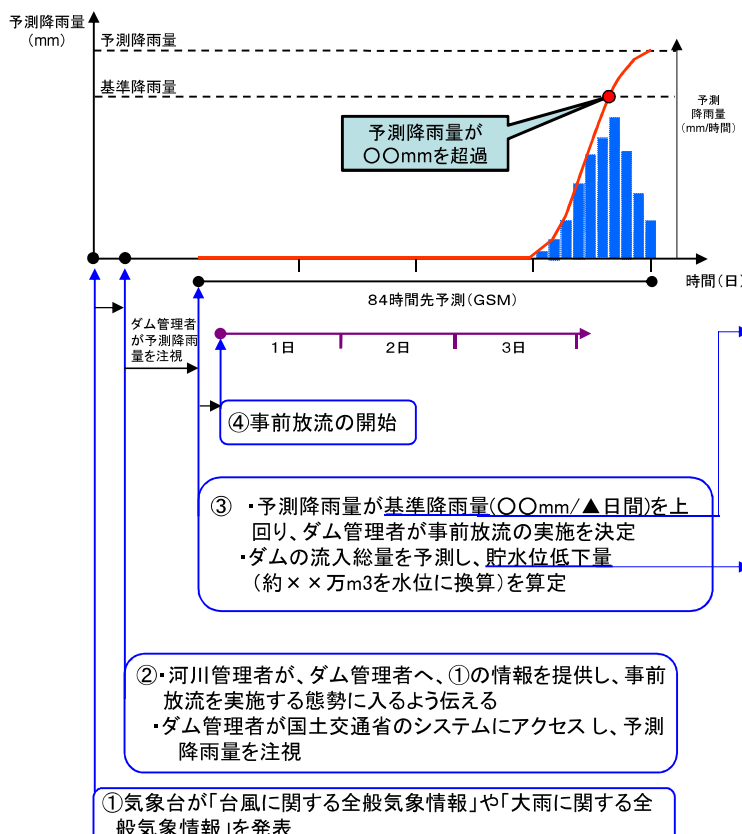 予測降雨量
(mm)
予測降雨量
基準降雨量
予測
降雨量
(mm/時間)
予測降雨量が
〇〇mmを超過
時間(日)
84時間先予測(GSM)
ダム管理者
が予測降雨
量を注視
1日
2日
3日
④事前放流の開始
③ ・予測降雨量が基準降雨量(〇〇mm/▲日間)を上
回り、ダム管理者が事前放流の実施を決定
・ダムの流入総量を予測し、貯水位低下量
(約××万m3を水位に換算)を算定
②・河川管理者が、ダム管理者へ、①の情報を提供し、事前
放流を実施する態勢に入るよう伝える
・ダム管理者が国土交通省のシステムにアクセスし、予測
降雨量を注視
①気象台が「台風に関する全般気象情報」や「大雨に関する全
般気象情報」を発表